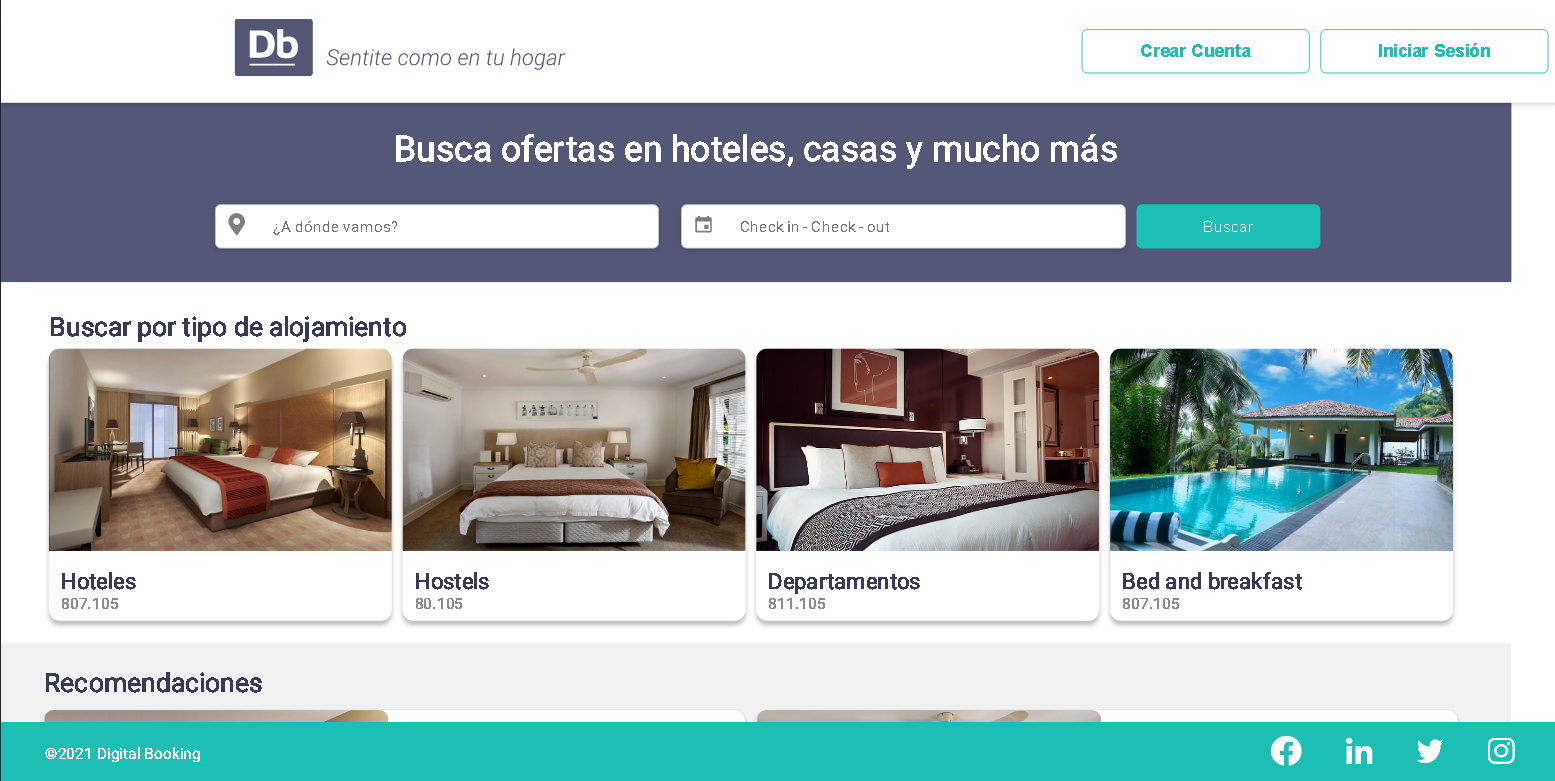 Db
Sentite como en tu hogar
Crear Cuenta
Iniciar Sesión
Busca ofertas en hoteles, casas y mucho más
¿A dónde vamos?
Check in - Check - out
Buscar
Buscar por tipo de alojamiento
Hoteles
807.105
Hostels
80.105
Departamentos
811.105
Bed and breakfast
807.105
Recomendaciones
©2021 Digital Booking